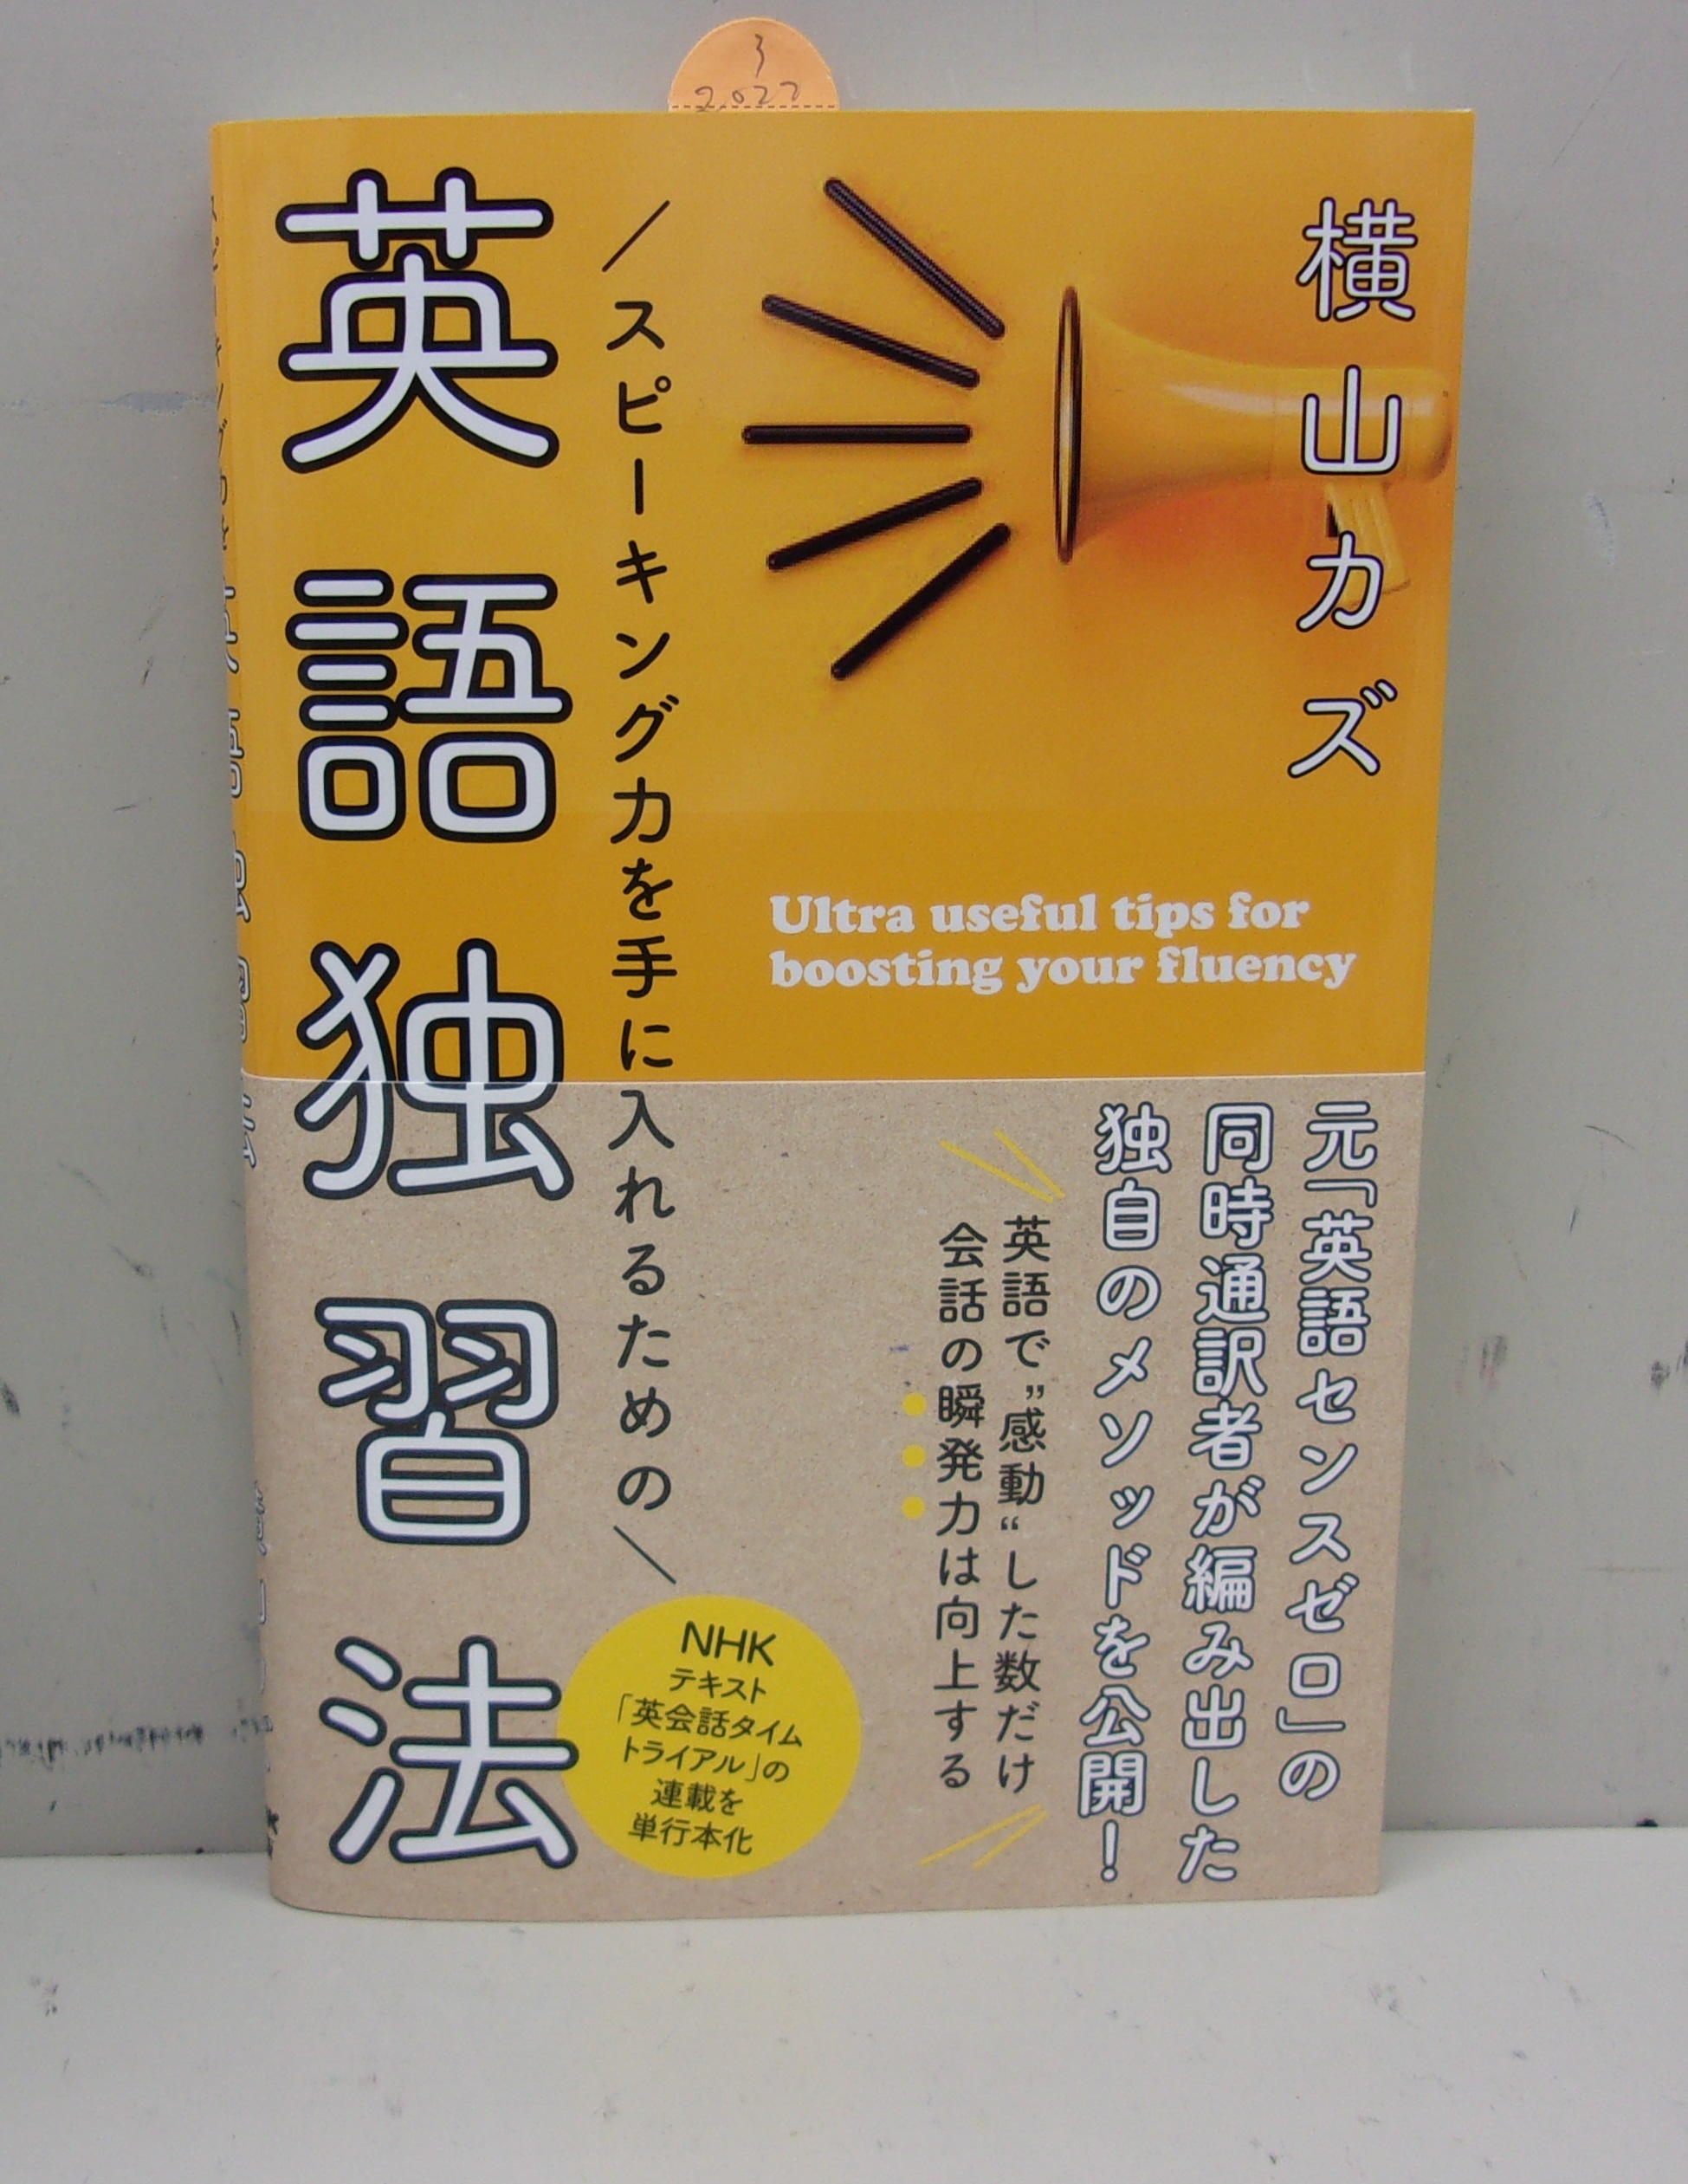 3
2022
横山カズ
Ultra useful tips for
boosting your fluency
スピーキング力を手に入れるための
英語独習法
元「英語センスゼロ」の
同時通訳者が編み出した
独自のメソッドを公開!
英語で”感動“した数だけ
会話の瞬発力は向上する
NHK
テキスト
「英会話タイム
トライアル」の
連載を
単行本化